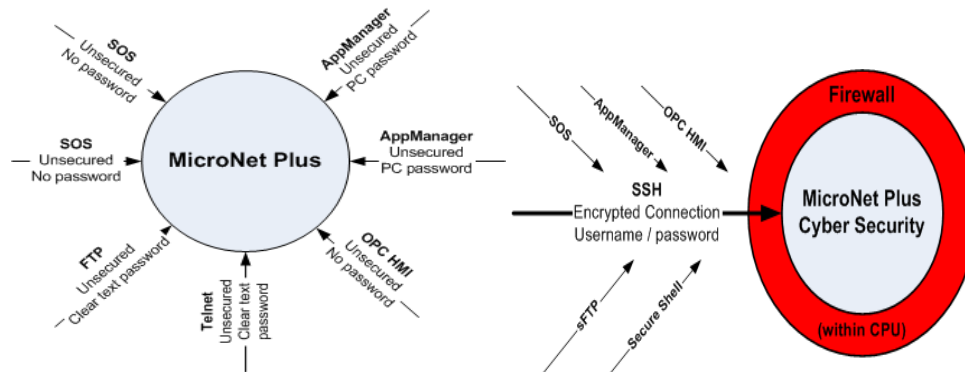 SOS
Unsecured
No password
AppManager
Unsecured
PC password
SOS
Unsecured
No password
MicroNet Plus
AppManager
Unsecured
PC password
FTP
Unsecured
Clear text password
Telnet
Unsecured
Clear text
password
OPC HMI
Unsecured
No password
SOS
AppManager
OPC HMI
SSH
Encrypted Connection
Username / password
sFTP
Secure Shell
Firewall
MicroNet Plus
Cyber Security
(within CPU)